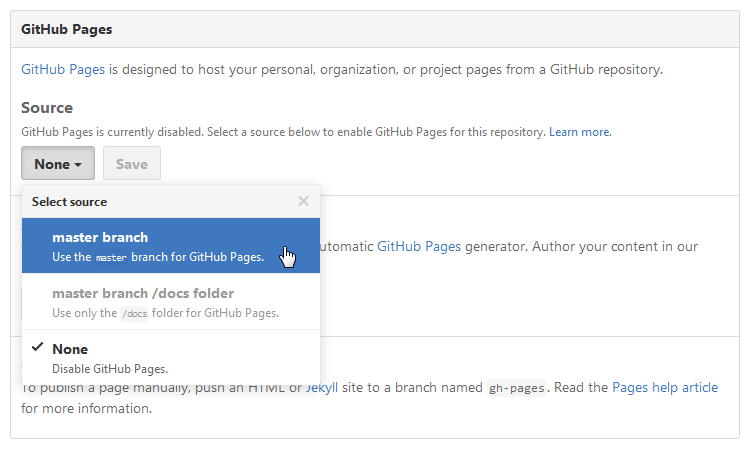 GitHub Pages
GitHub Pages is designed to host your personal, organization, or project pages from a GitHub repository.
Source
GitHub Pages is currently disabled. Select a source below to enable GitHub Pages for this repository. Learn more.
None Save
Select source ×
master branch
Use the master branch for GitHub Pages.
utomatic GitHub Pages generator. Author your content in our
master branch /docs folder
Use only the /docs folder for GitHub Pages.
None
Disable GitHub Pages.
To publish a page manually, push an HTML or Jekyll site to a branch named gh-pages. Read the Pages help article
for more information.